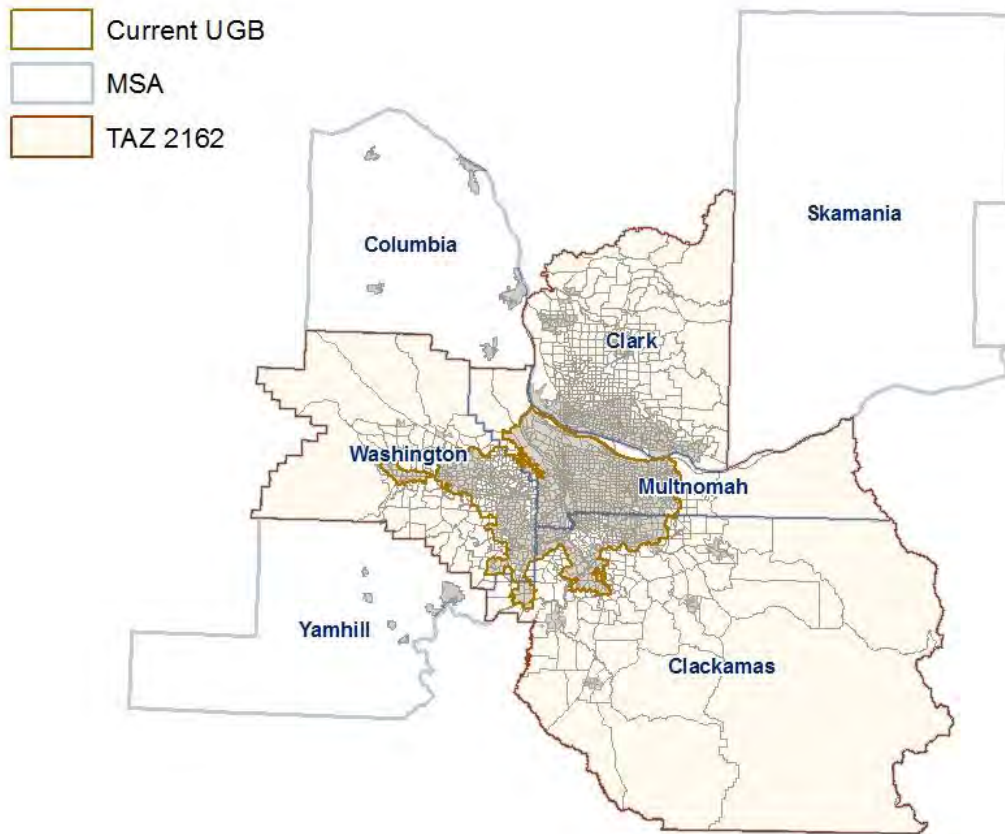 Current UGB
MSA
TAZ 2162
Skamania
Columbia
Clark
Washington
Multnomah
Yamhill
Clackamas